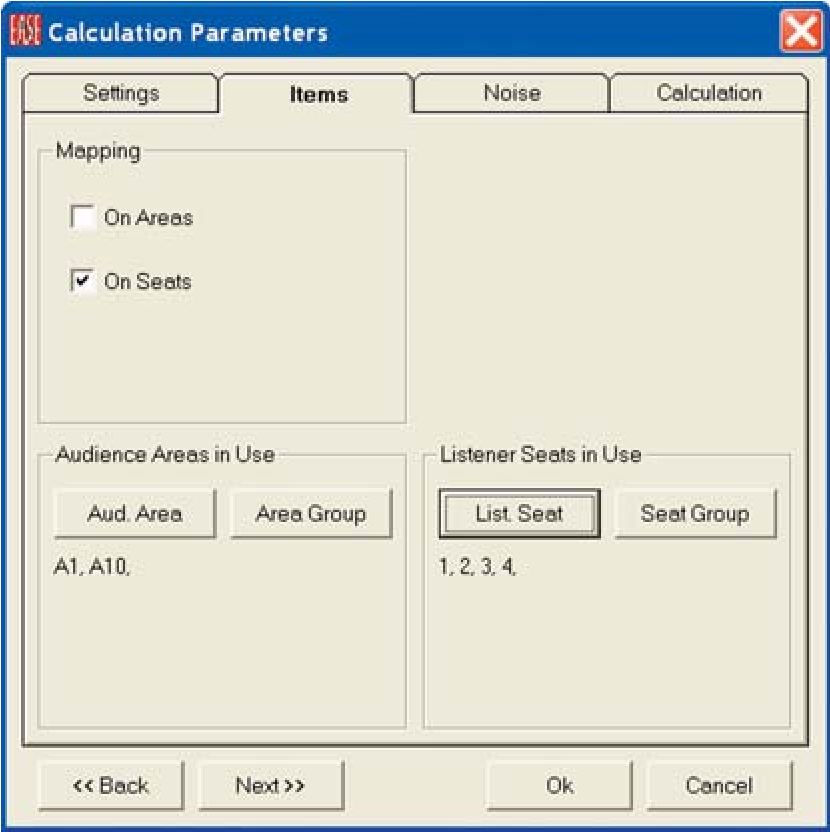 EASE Calculation Parameters
Settings Items Noise Calculation
Mapping
On Areas
On Seats
Audience Areas in Use
Aud. Area Area Group
A1, A10,
Listener Seats in Use
List. Seat Seat Group
1, 2, 3, 4,
<< Back Next >> Ok Cancel